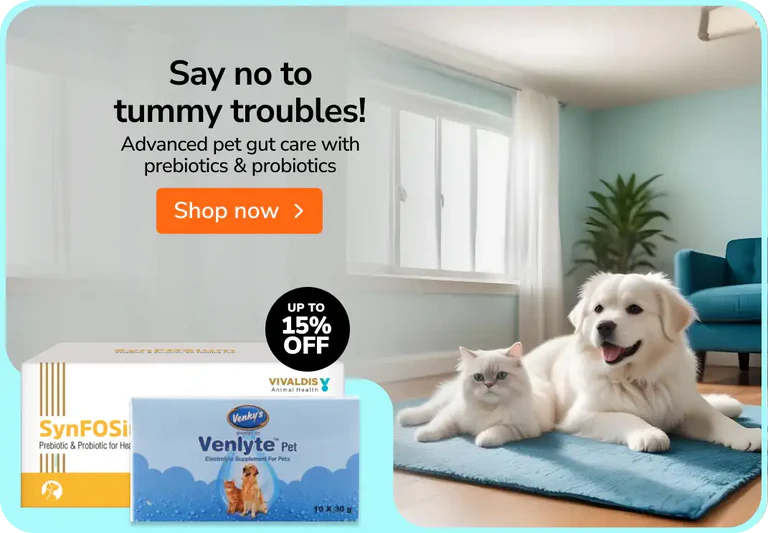 Say no to
tummy troubles!
Advanced pet gut care with
prebiotics & probiotics
Shop now
UP TO
15%
OFF
VIVALDIS
Animal Health
SynFOSi
Prebiotic & Probiotic for Hea
Venky's
Venlyte™ Pet
Electrolyte Supplement For Pets
10 X 30 g